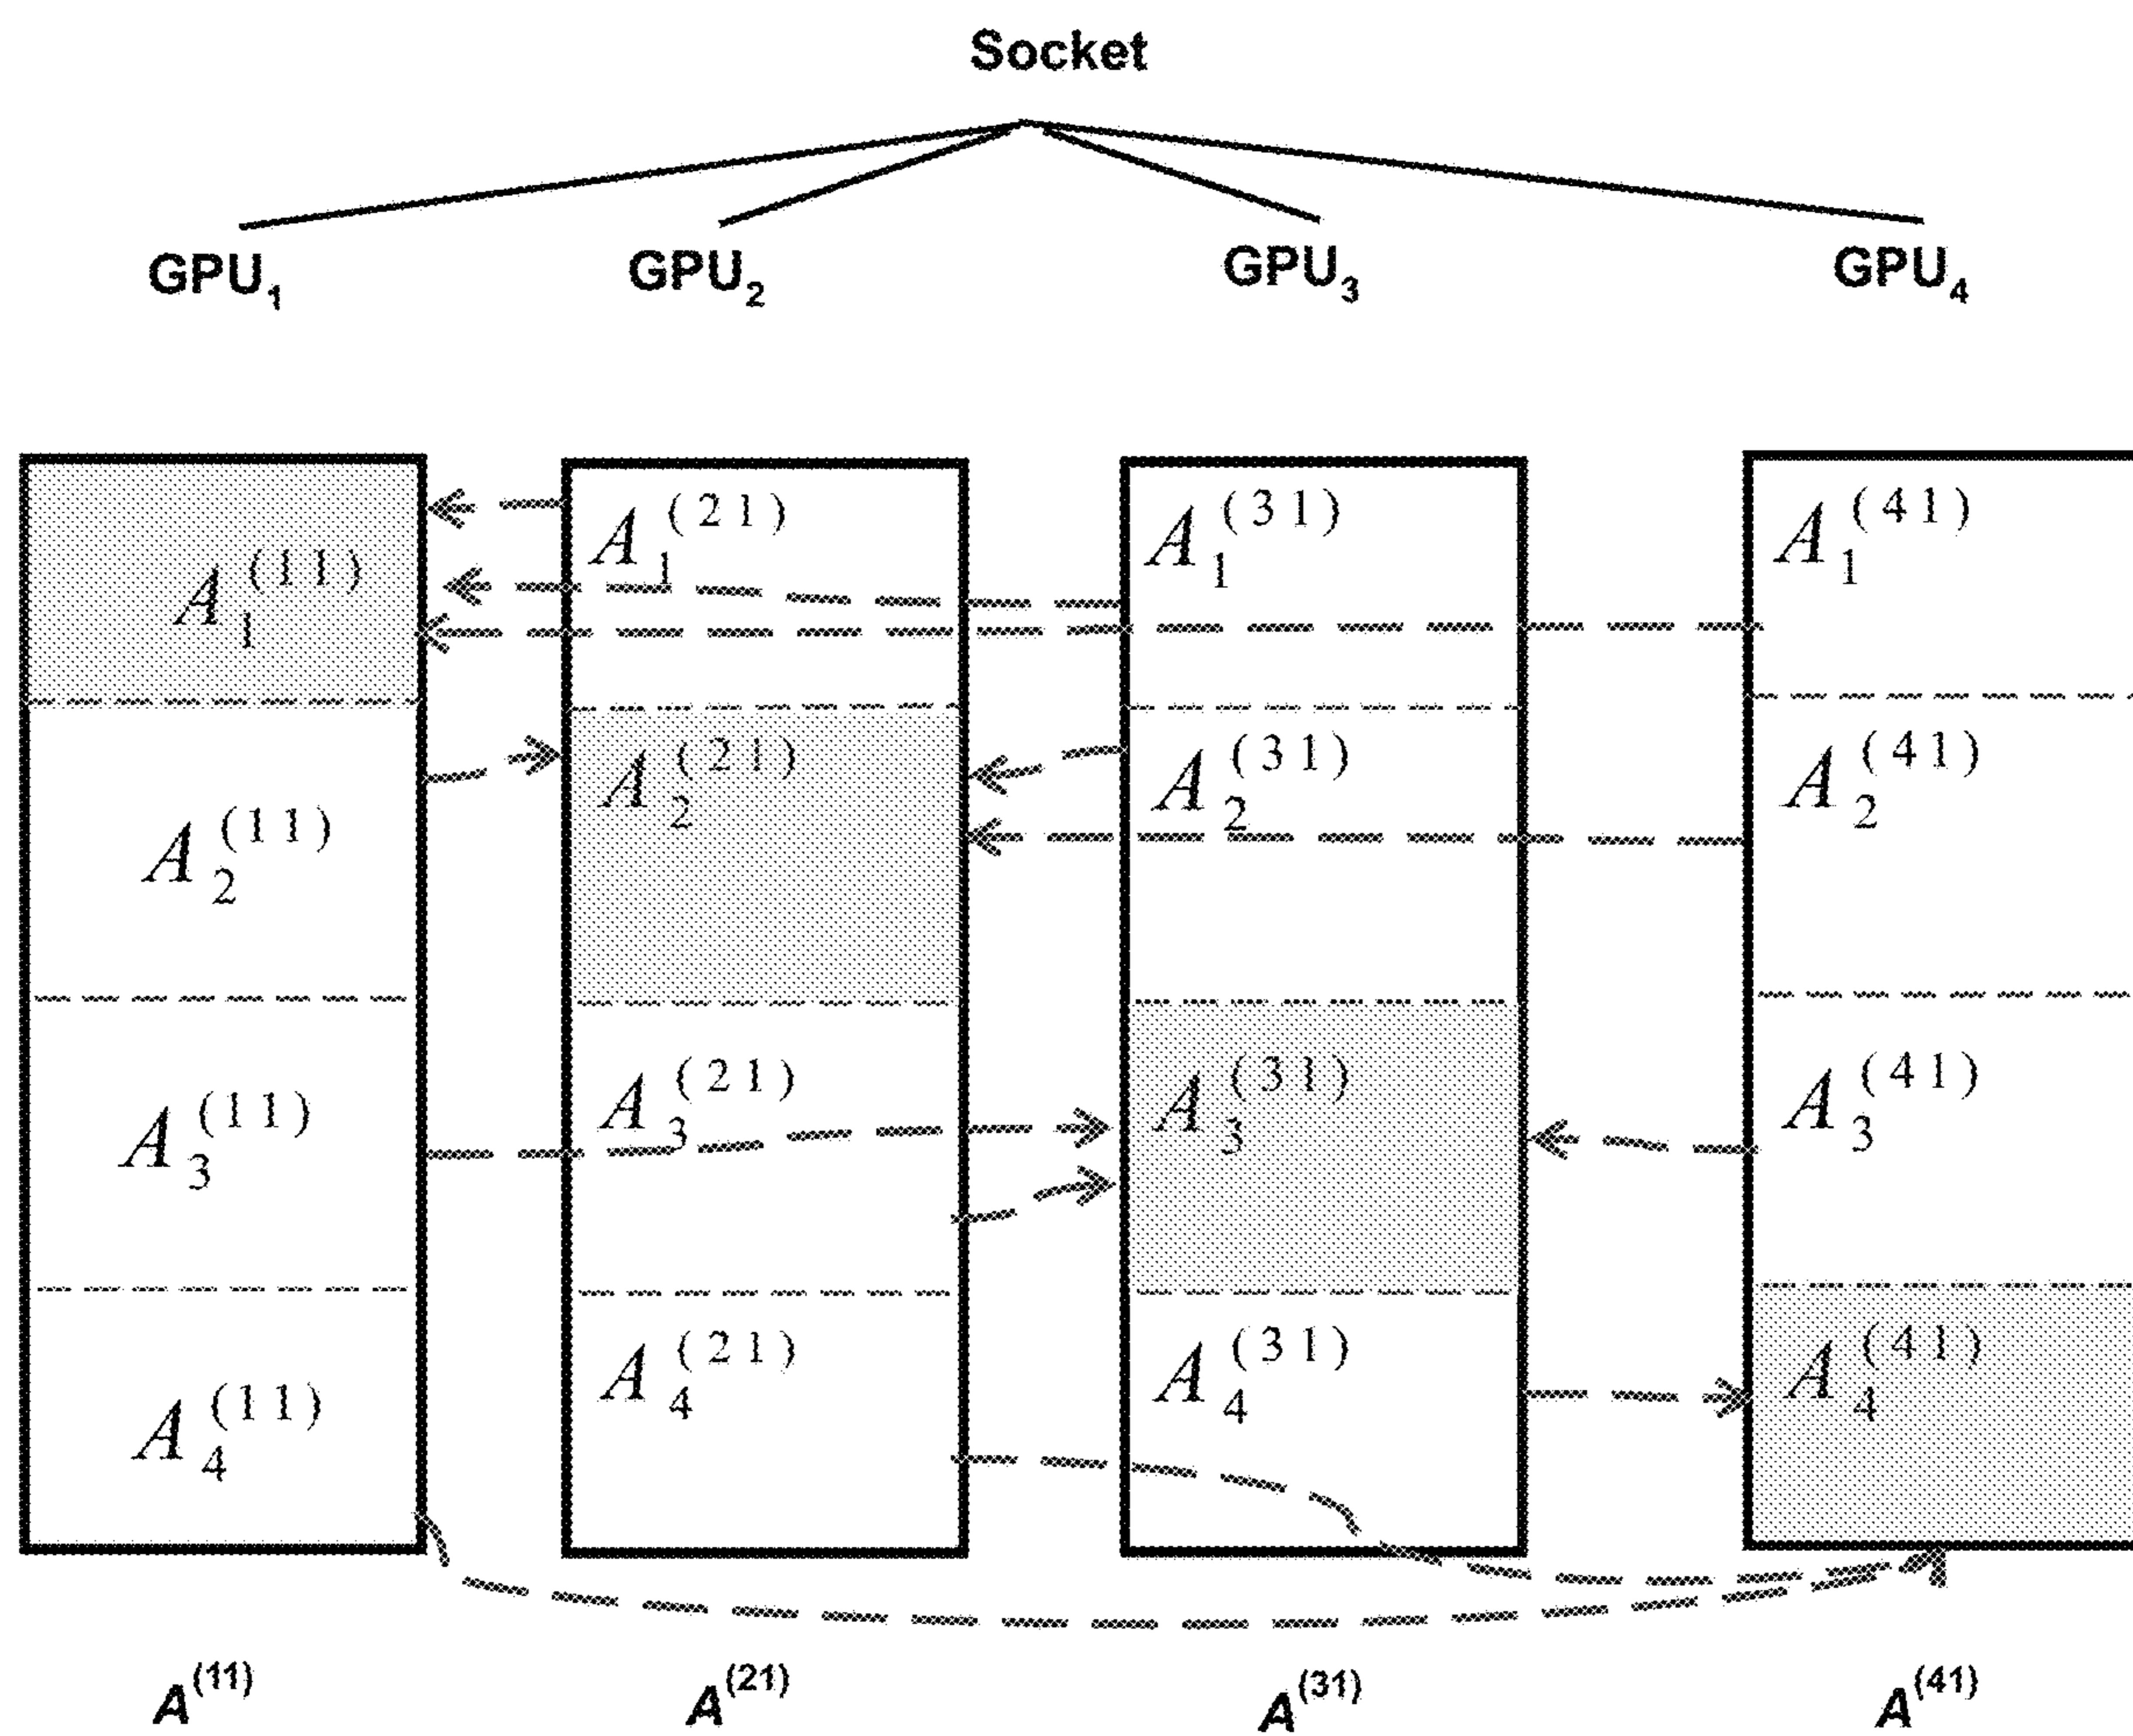 Socket
GPU₁ GPU₂ GPU₃ GPU₄
A₁⁽¹¹⁾ A₁⁽²¹⁾ A₁⁽³¹⁾ A₁⁽⁴¹⁾
A₂⁽¹¹⁾ A₂⁽²¹⁾ A₂⁽³¹⁾ A₂⁽⁴¹⁾
A₃⁽¹¹⁾ A₃⁽²¹⁾ A₃⁽³¹⁾ A₃⁽⁴¹⁾
A₄⁽¹¹⁾ A₄⁽²¹⁾ A₄⁽³¹⁾ A₄⁽⁴¹⁾
A⁽¹¹⁾ A⁽²¹⁾ A⁽³¹⁾ A⁽⁴¹⁾